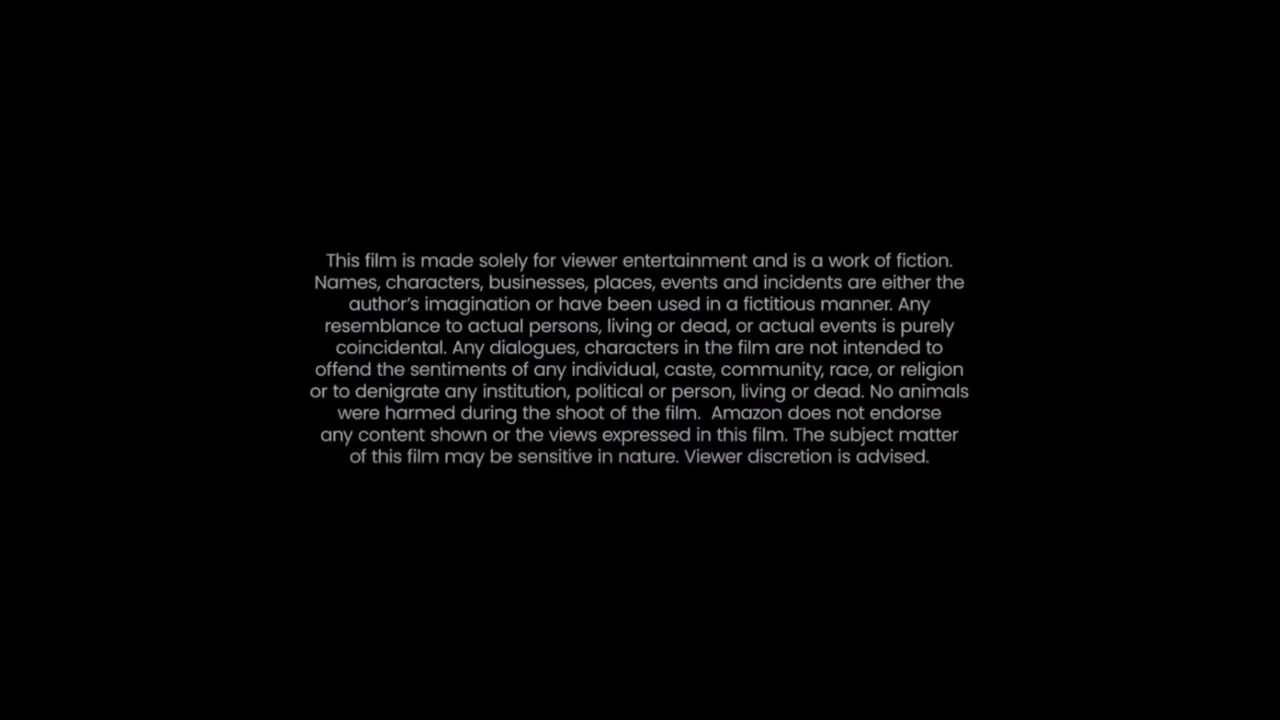 This film is made solely for viewer entertainment and is a work of fiction.
Names, characters, businesses, places, events and incidents are either the
author's imagination or have been used in a fictitious manner. Any
resemblance to actual persons, living or dead, or actual events is purely
coincidental. Any dialogues, characters in the film are not intended to
offend the sentiments of any individual, caste, community, race, or religion
or to denigrate any institution, political or person, living or dead. No animals
were harmed during the shoot of the film.  Amazon does not endorse
any content shown or the views expressed in this film. The subject matter
of this film may be sensitive in nature. Viewer discretion is advised.